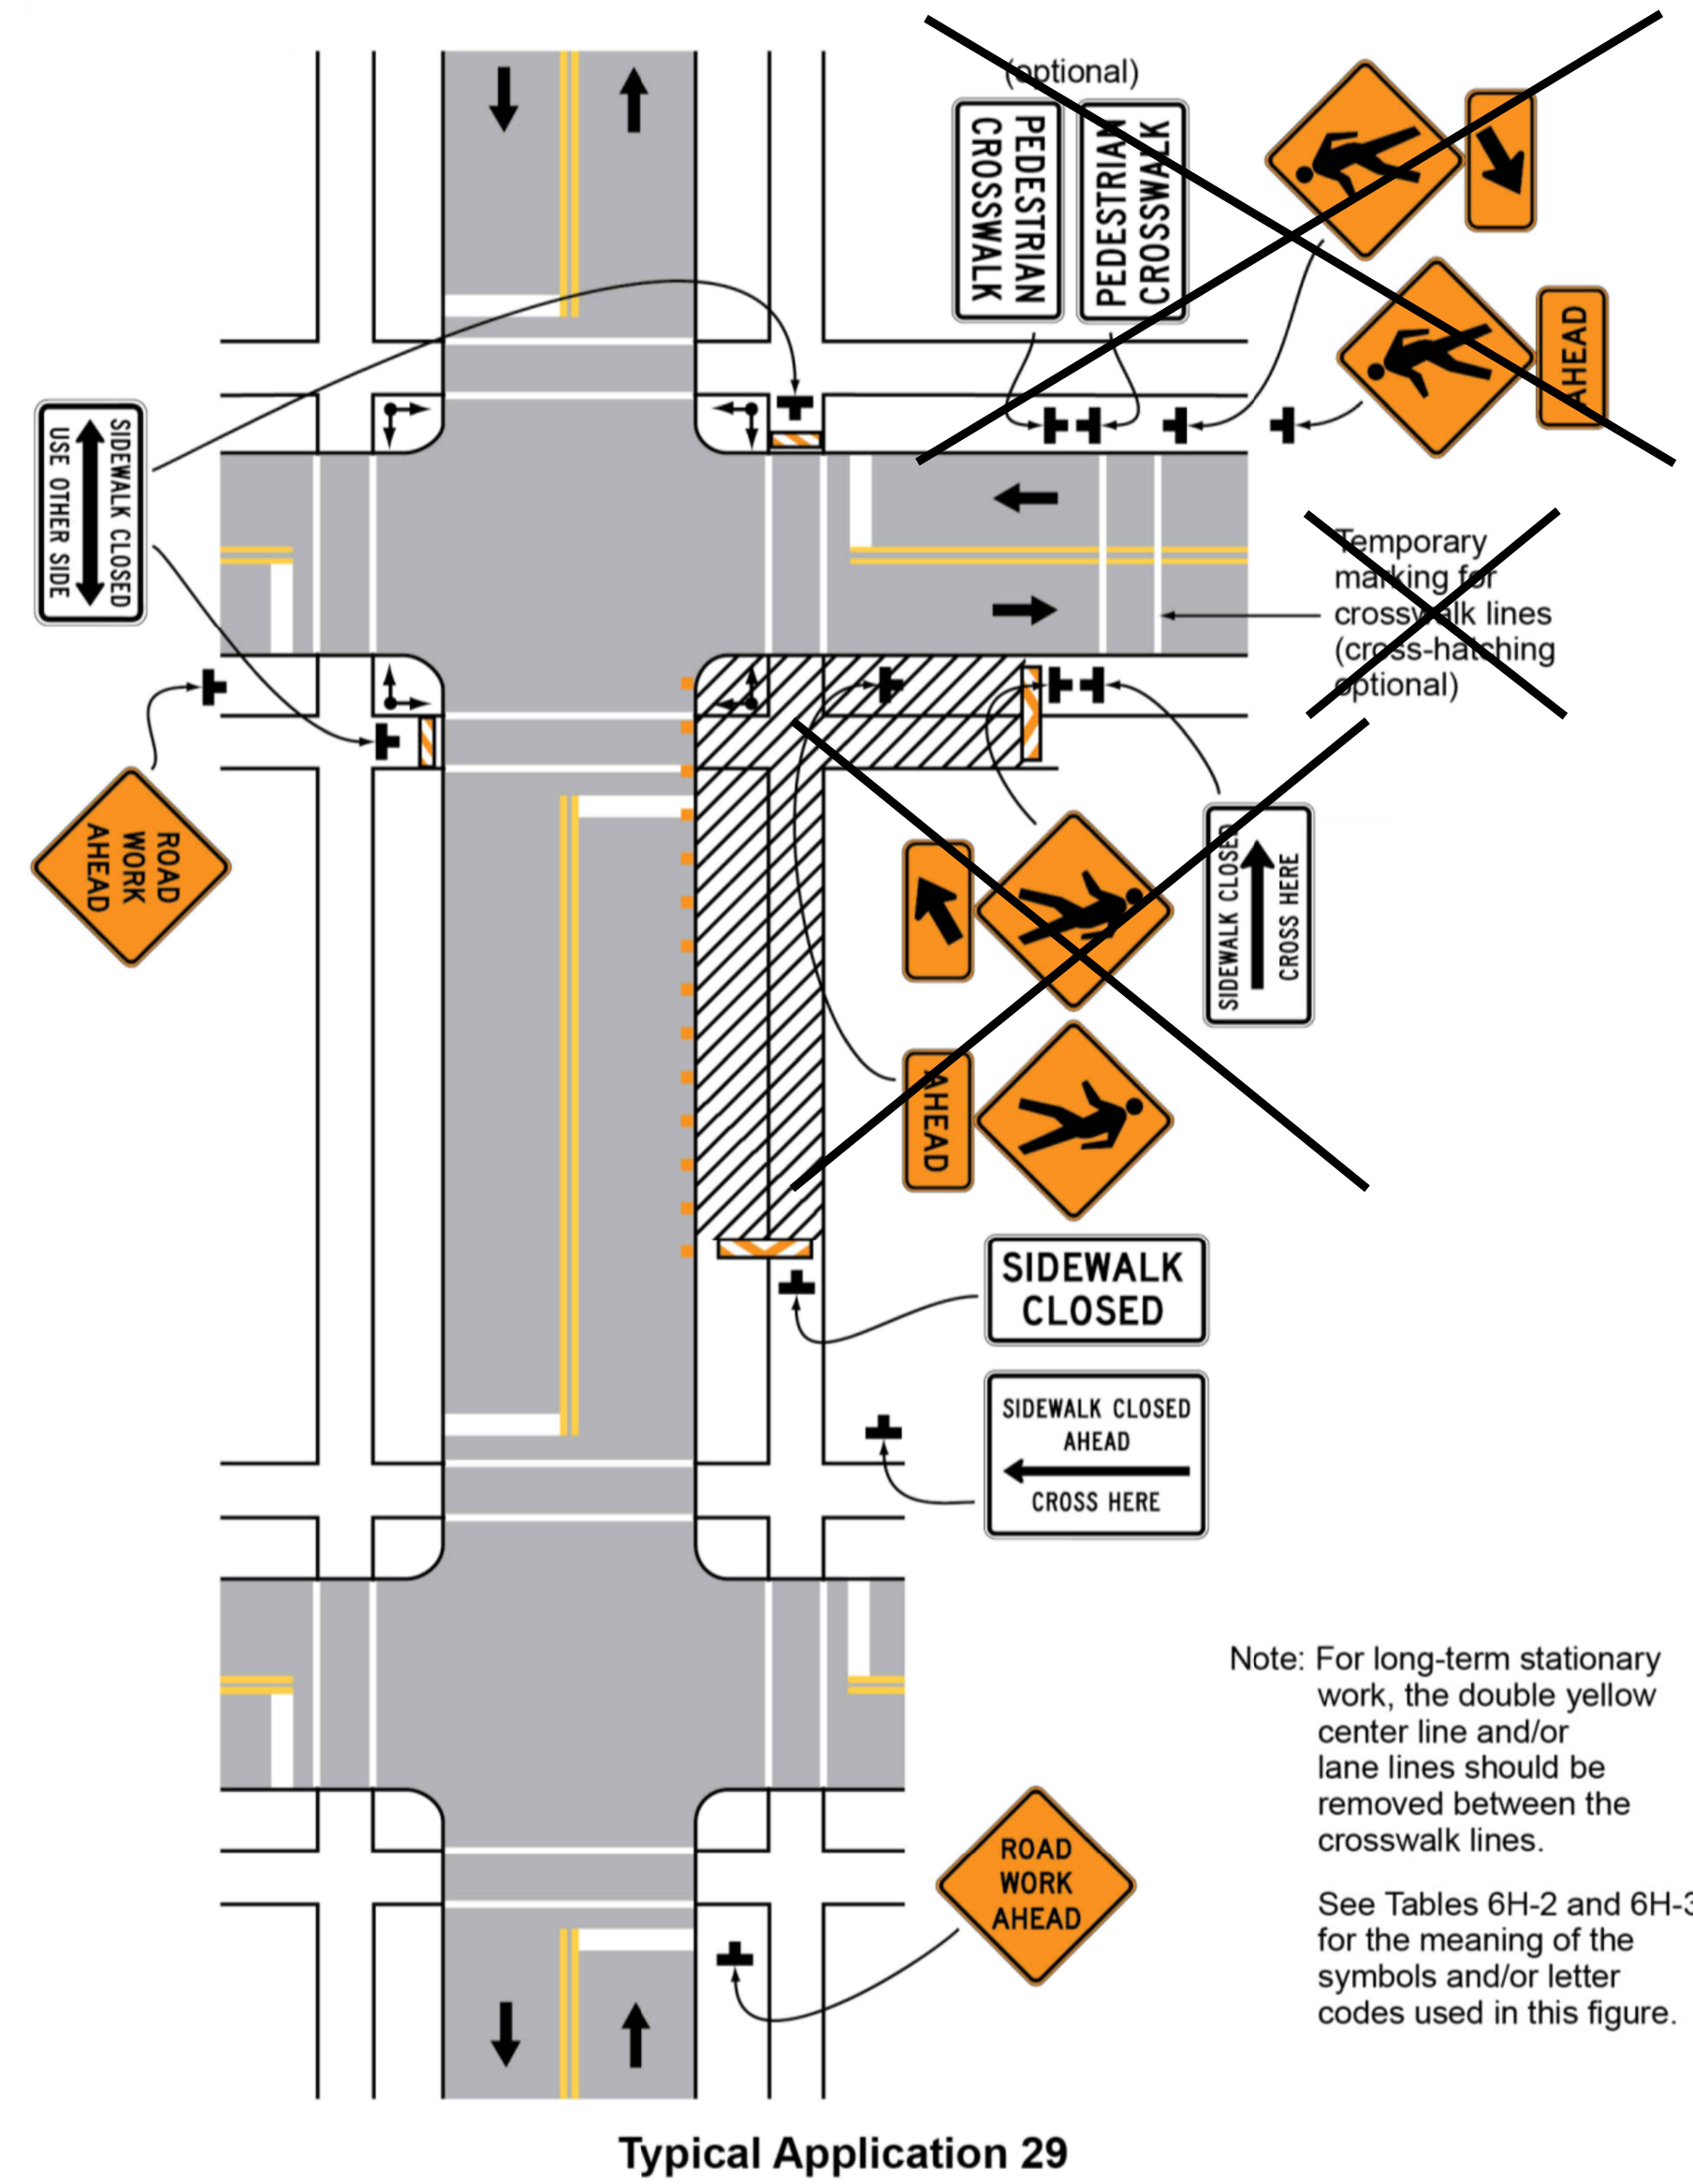 (optional)
PEDESTRIAN
CROSSWALK
PEDESTRIAN
CROSSWALK
AHEAD
SIDEWALK CLOSED
USE OTHER SIDE
Temporary
marking for
crosswalk lines
(cross-hatching
optional)
ROAD
WORK
AHEAD
SIDEWALK CLOSED
CROSS HERE
AHEAD
SIDEWALK
CLOSED
SIDEWALK CLOSED
AHEAD
CROSS HERE
Note: For long-term stationary
work, the double yellow
center line and/or
lane lines should be
removed between the
crosswalk lines.
ROAD
WORK
AHEAD
See Tables 6H-2 and 6H-3
for the meaning of the
symbols and/or letter
codes used in this figure.
Typical Application 29